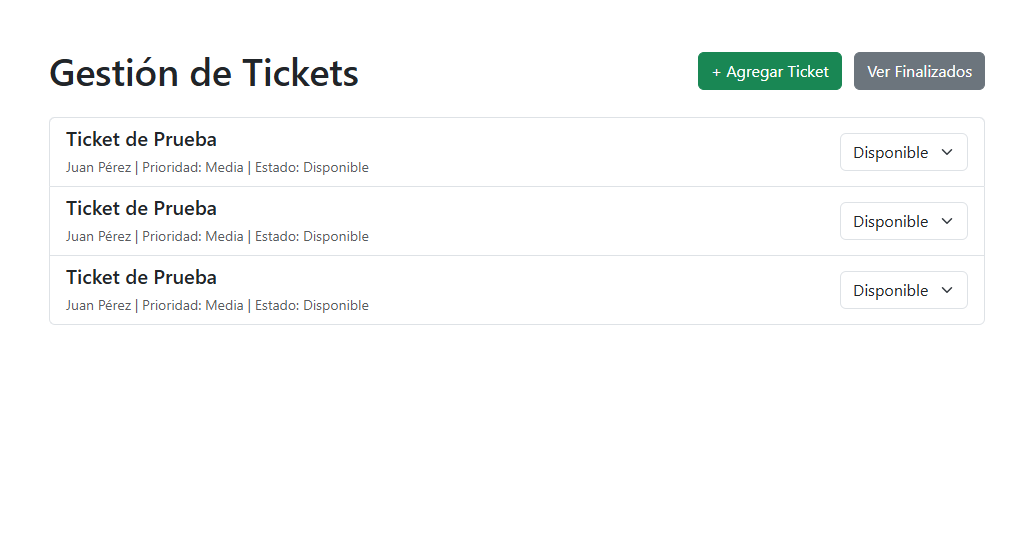 Gestión de Tickets
+ Agregar Ticket
Ver Finalizados
Ticket de Prueba
Juan Pérez | Prioridad: Media | Estado: Disponible
Disponible
Ticket de Prueba
Juan Pérez | Prioridad: Media | Estado: Disponible
Disponible
Ticket de Prueba
Juan Pérez | Prioridad: Media | Estado: Disponible
Disponible